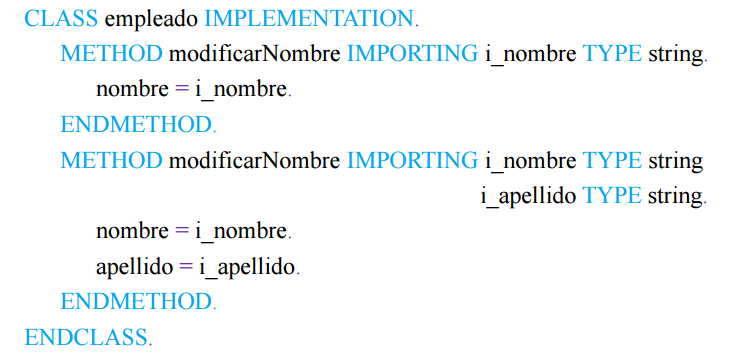 CLASS empleado IMPLEMENTATION.
METHOD modificarNombre IMPORTING i_nombre TYPE string.
nombre = i_nombre.
ENDMETHOD.
METHOD modificarNombre IMPORTING i_nombre TYPE string
i_apellido TYPE string.
nombre = i_nombre.
apellido = i_apellido.
ENDMETHOD.
ENDCLASS.